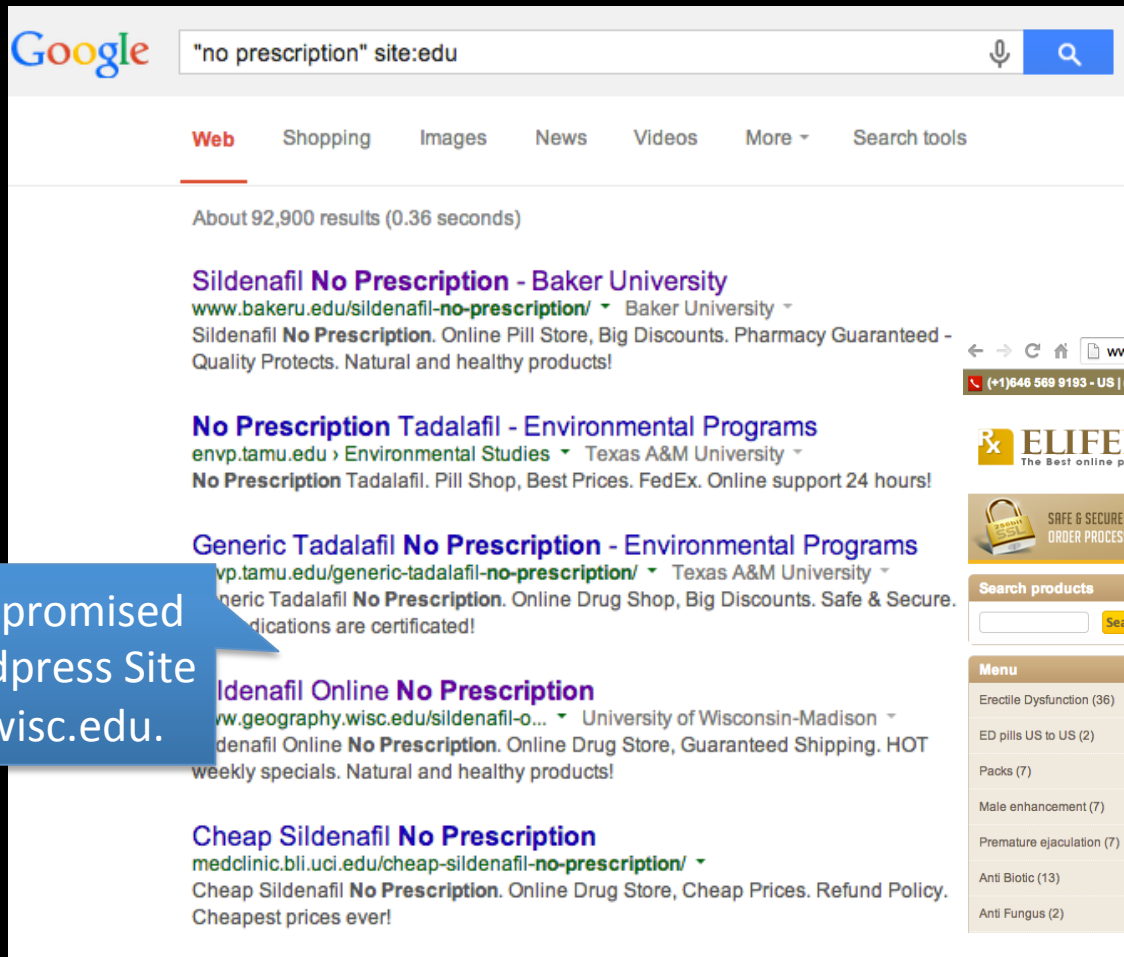 Google
"no prescription" site:edu
Web Shopping Images News Videos More Search tools
About 92,900 results (0.36 seconds)
Sildenafil No Prescription - Baker University
www.bakeru.edu/sildenafil-no-prescription/ Baker University
Sildenafil No Prescription. Online Pill Store, Big Discounts. Pharmacy Guaranteed -
Quality Protects. Natural and healthy products!
No Prescription Tadalafil - Environmental Programs
envp.tamu.edu › Environmental Studies Texas A&M University
No Prescription Tadalafil. Pill Shop, Best Prices. FedEx. Online support 24 hours!
Generic Tadalafil No Prescription - Environmental Programs
vp.tamu.edu/generic-tadalafil-no-prescription/ Texas A&M University
neric Tadalafil No Prescription. Online Drug Shop, Big Discounts. Safe & Secure.
dications are certificated!
ldenafil Online No Prescription
w.geography.wisc.edu/sildenafil-o... University of Wisconsin-Madison
denafil Online No Prescription. Online Drug Store, Guaranteed Shipping. HOT
weekly specials. Natural and healthy products!
Cheap Sildenafil No Prescription
medclinic.bli.uci.edu/cheap-sildenafil-no-prescription/
Cheap Sildenafil No Prescription. Online Drug Store, Cheap Prices. Refund Policy.
Cheapest prices ever!
promised
dpress Site
wisc.edu.
ww
(+1)646 569 9193 - US |
Rx ELIFE
The Best online p
256bit
SSL
SAFE & SECURE
ORDER PROCES
Search products
Sea
Menu
Erectile Dysfunction (36)
ED pills US to US (2)
Packs (7)
Male enhancement (7)
Premature ejaculation (7)
Anti Biotic (13)
Anti Fungus (2)